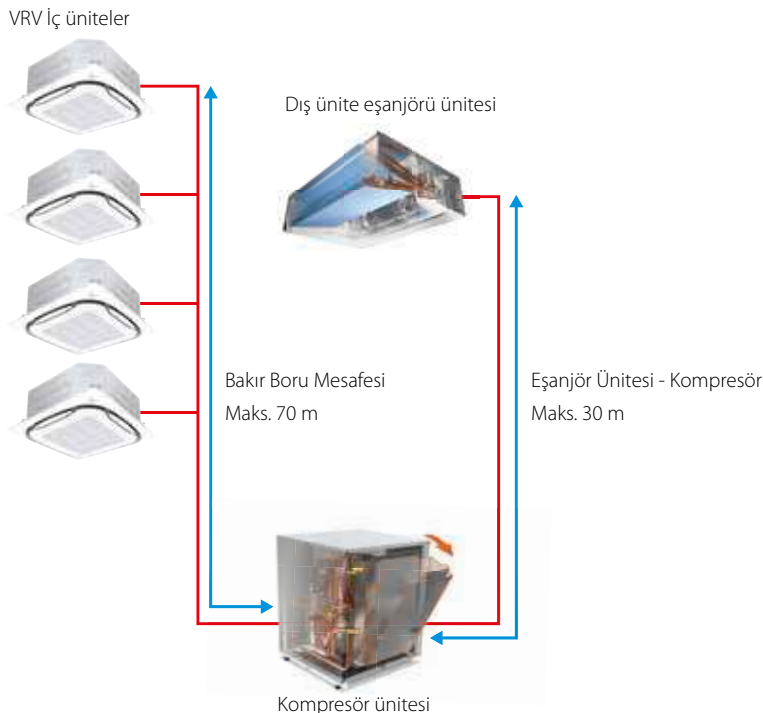 VRV İç üniteler
Dış ünite eşanjörü ünitesi
Bakır Boru Mesafesi
Maks. 70 m
Eşanjör Ünitesi - Kompresör
Maks. 30 m
Kompresör ünitesi